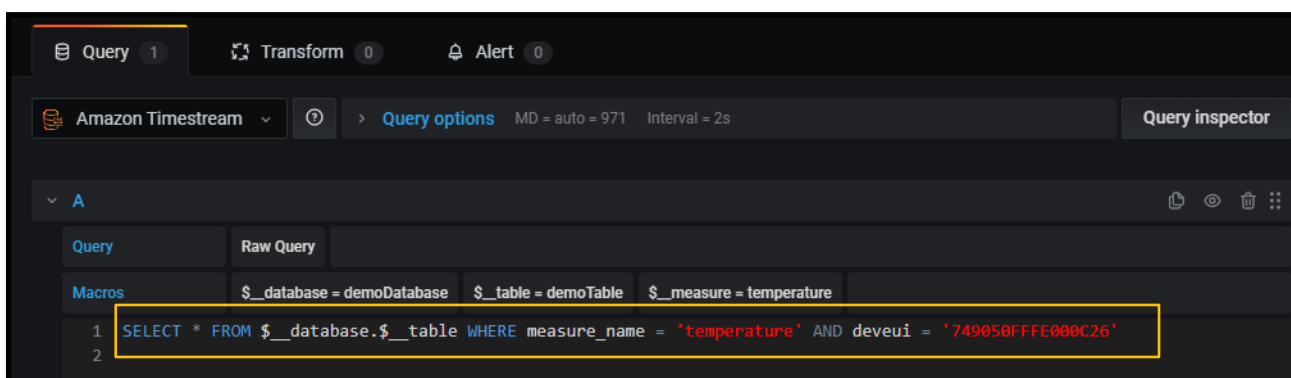 Query 1 Transform 0 Alert 0
Amazon Timestream Query options MD = auto = 971 Interval = 2s Query inspector
A
Query Raw Query
Macros $__database = demoDatabase $__table = demoTable $__measure = temperature
1 SELECT * FROM $__database.$__table WHERE measure_name = 'temperature' AND deveui = '749050FFFE000C26'
2